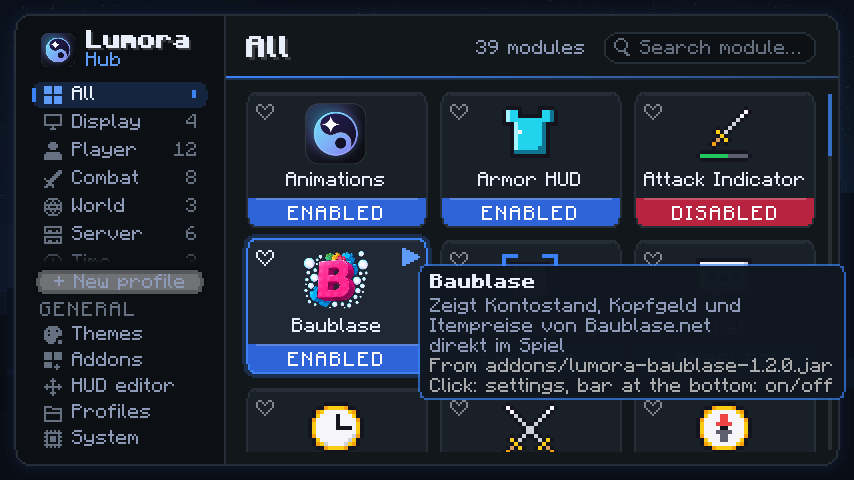 Lumora
Hub
All
39 modules
Search module...
All
Display 4
Player 12
Combat 8
World 3
Server 6
Time
+ New profile
GENERAL
Themes
Addons
HUD editor
Profiles
System
Animations
ENABLED
Armor HUD
ENABLED
Attack Indicator
DISABLED
B
Baublase
ENABLED
Baublase
Zeigt Kontostand, Kopfgeld und
Itempreise von Baublase.net
direkt im Spiel
From addons/lumora-baublase-1.2.0.jar
Click: settings, bar at the bottom: on/off